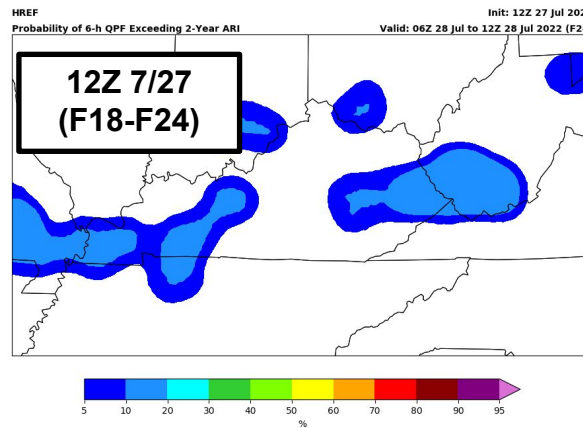 HREF
Init: 12Z 27 Jul 202
Probability of 6-h QPF Exceeding 2-Year ARI
Valid: 06Z 28 Jul to 12Z 28 Jul 2022 (F2
12Z 7/27
(F18-F24)
5 10 20 30 40 50 60 70 80 90 95
%